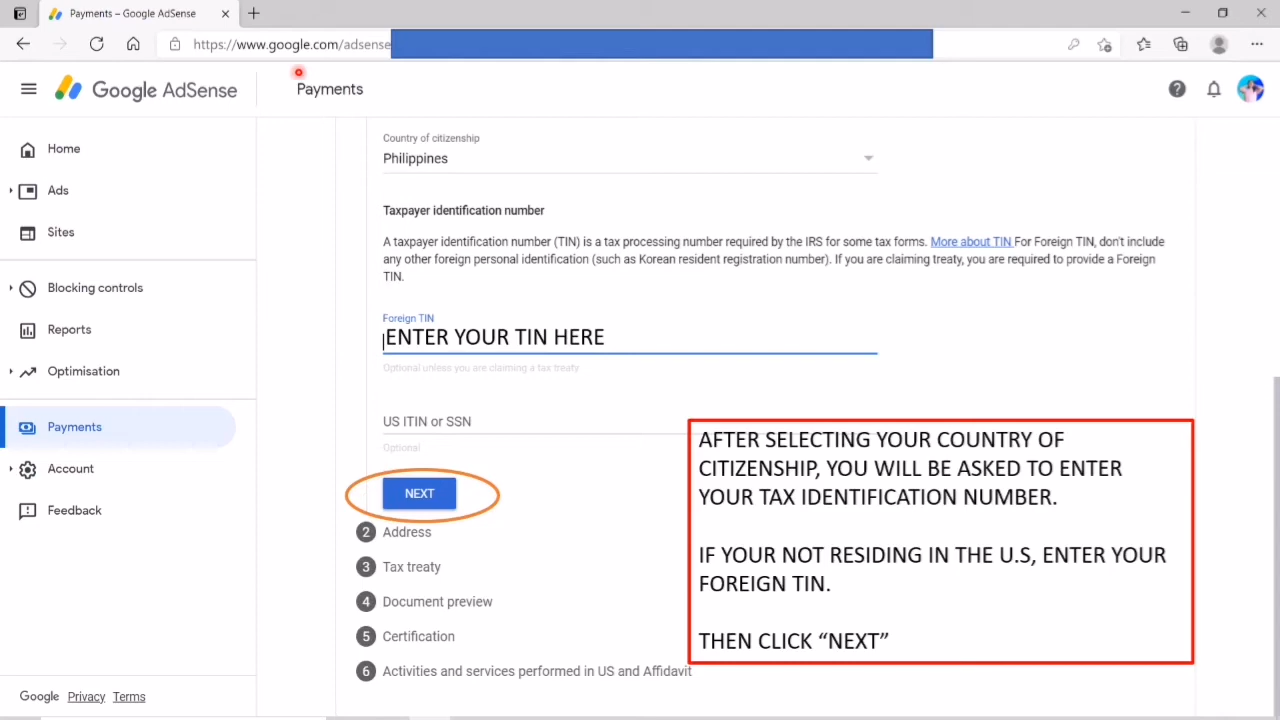 Payments – Google AdSense
https://www.google.com/adsense
Google AdSense
Payments
Home
Ads
Sites
Blocking controls
Reports
Optimisation
Payments
Account
Feedback
Google Privacy Terms
Country of citizenship
Philippines
Taxpayer identification number
A taxpayer identification number (TIN) is a tax processing number required by the IRS for some tax forms. More about TIN For Foreign TIN, don't include
any other foreign personal identification (such as Korean resident registration number). If you are claiming treaty, you are required to provide a Foreign
TIN.
Foreign TIN
ENTER YOUR TIN HERE
Optional unless you are claiming a tax treaty
US ITIN or SSN
Optional
NEXT
2 Address
3 Tax treaty
4 Document preview
5 Certification
6 Activities and services performed in US and Affidavit
AFTER SELECTING YOUR COUNTRY OF
CITIZENSHIP, YOU WILL BE ASKED TO ENTER
YOUR TAX IDENTIFICATION NUMBER.
IF YOUR NOT RESIDING IN THE U.S, ENTER YOUR
FOREIGN TIN.
THEN CLICK “NEXT”